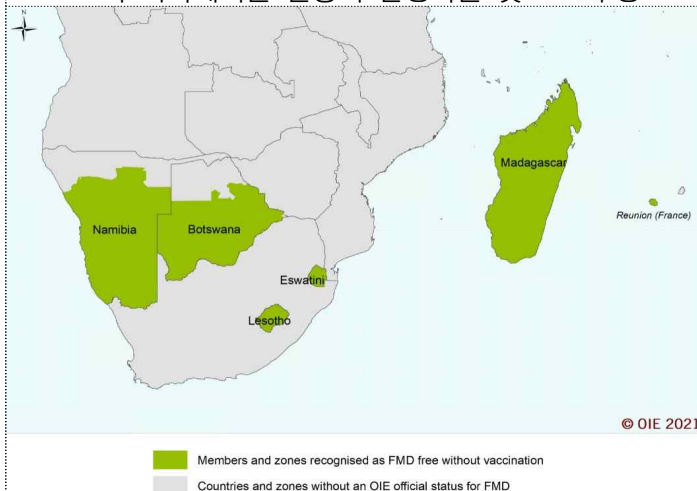 N
Madagascar
Reunion (France)
Namibia
Botswana
Eswatini
Lesotho
© OIE 2021
Members and zones recognised as FMD free without vaccination
Countries and zones without an OIE official status for FMD